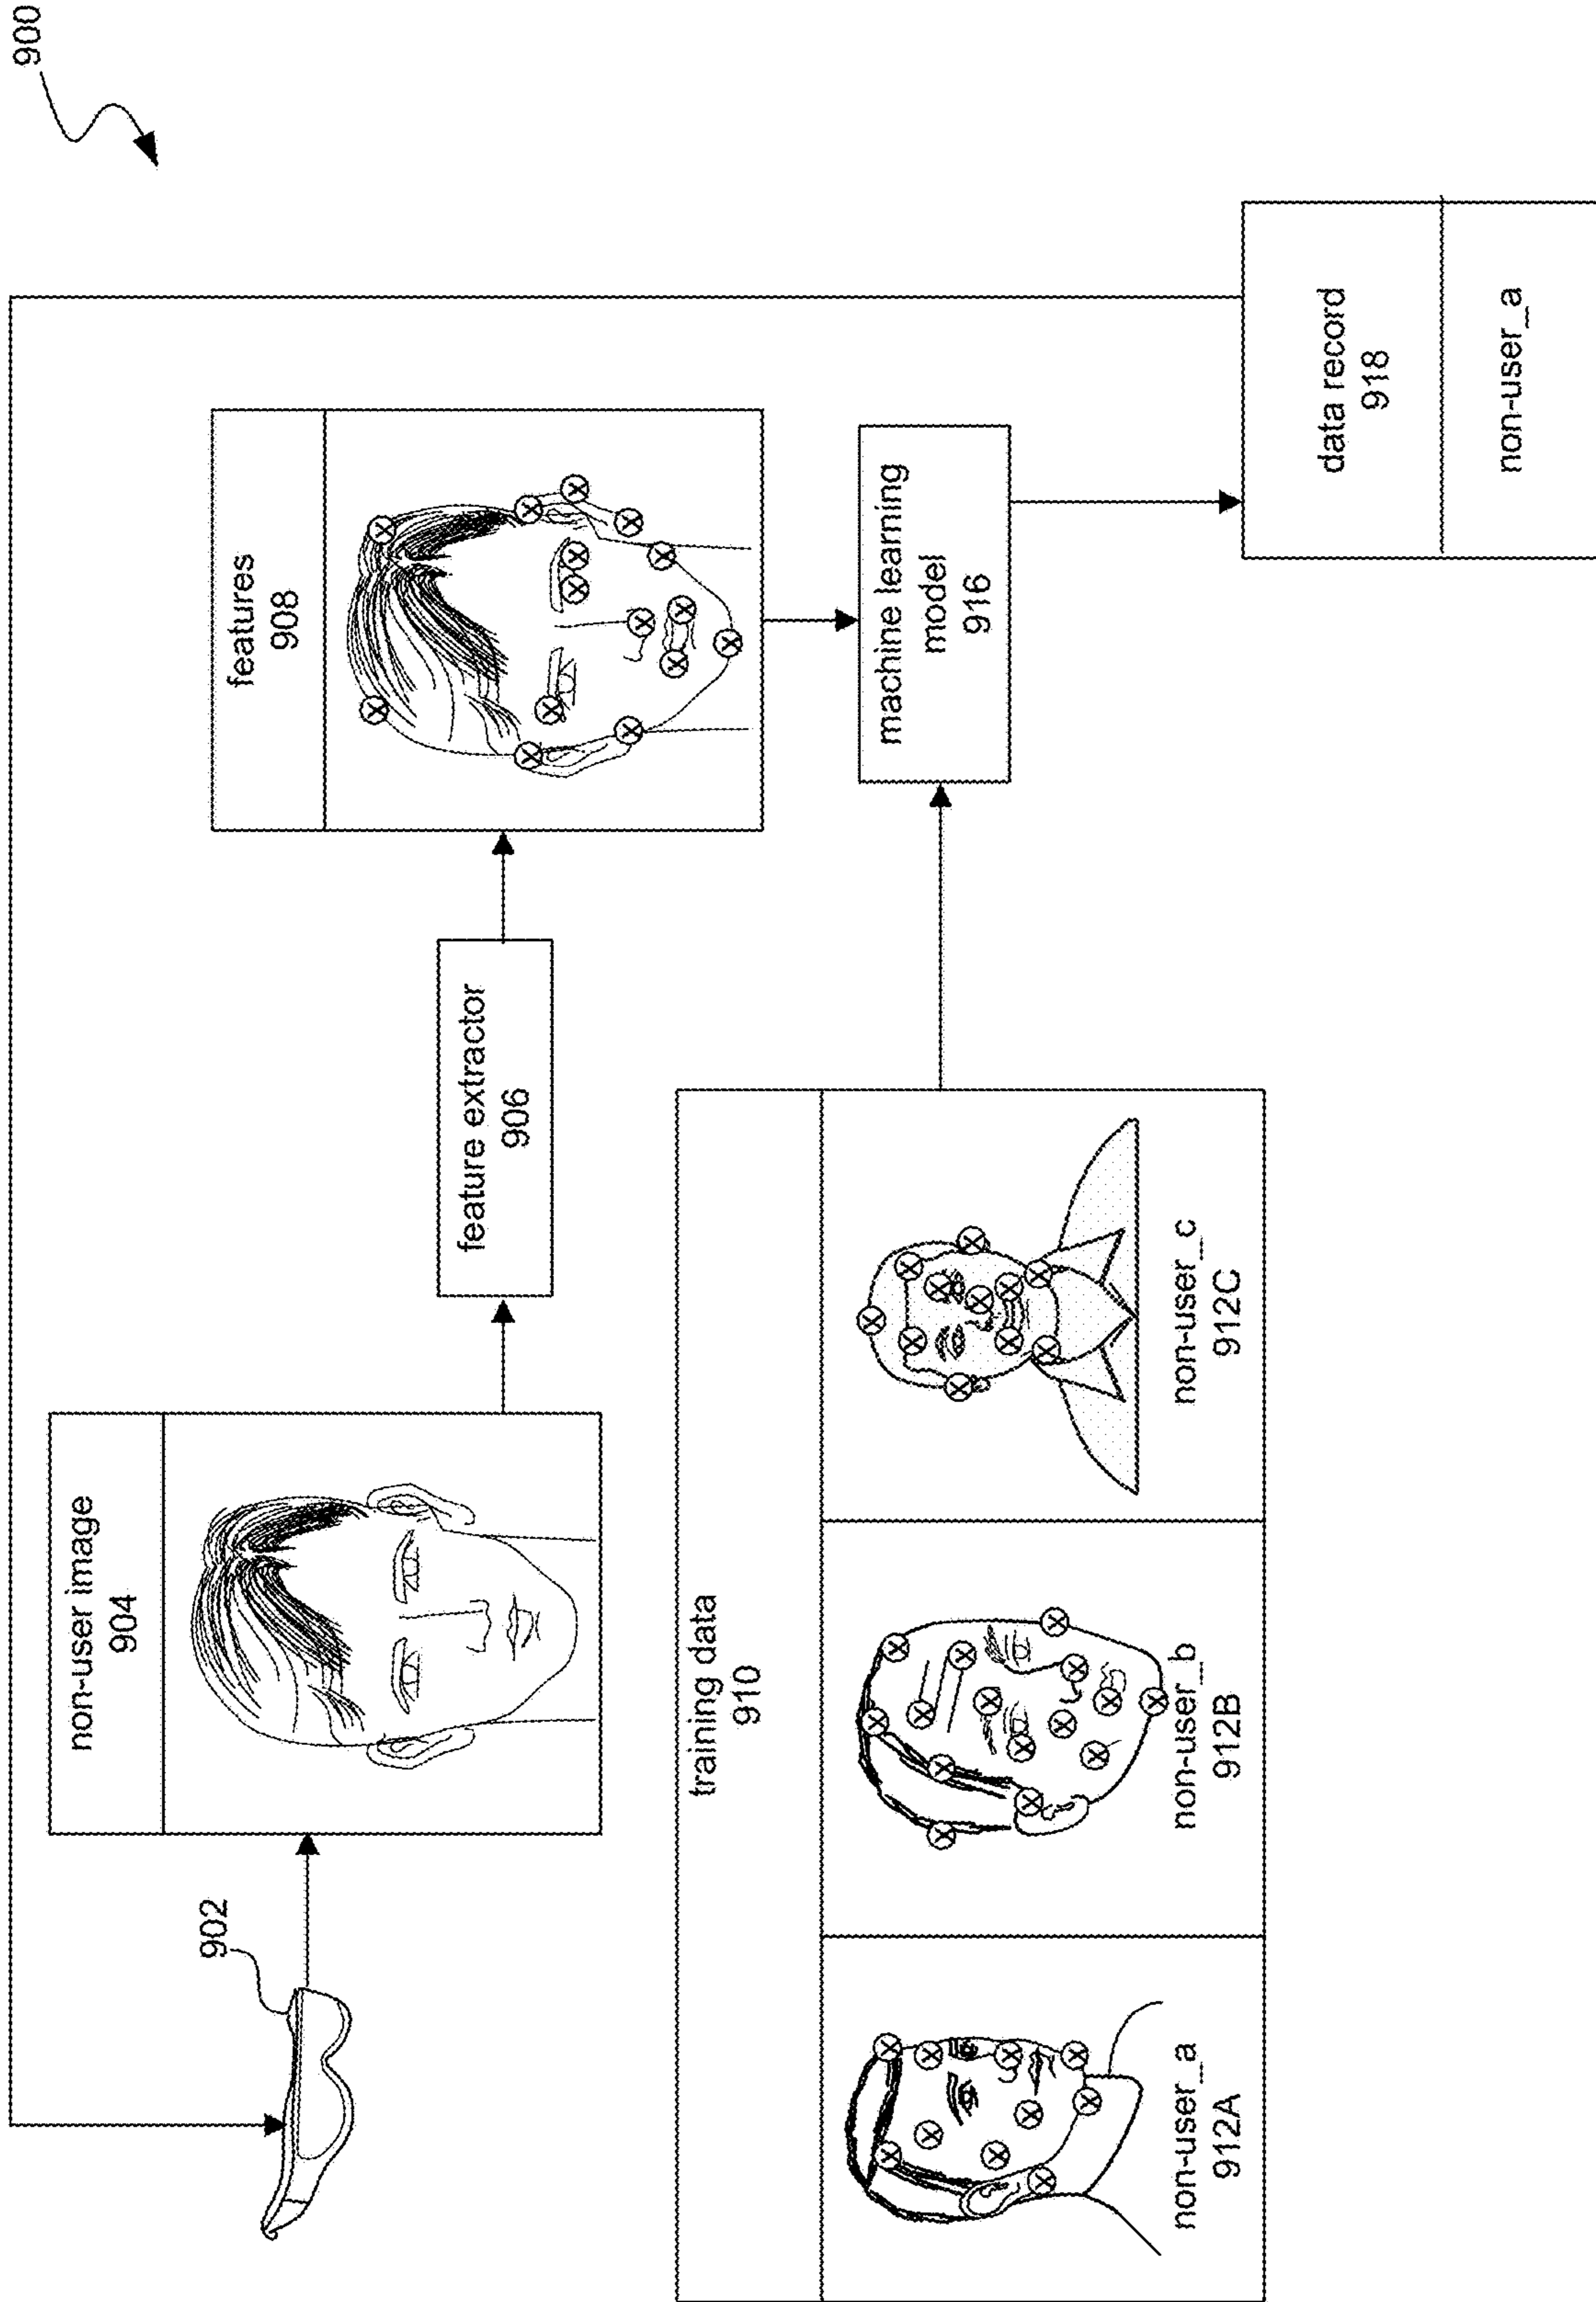 900
902
non-user image
904
feature extractor
906
features
908
training data
910
non-user_a
912A
non-user_b
912B
non-user_c
912C
machine learning
model
916
data record
918
non-user_a